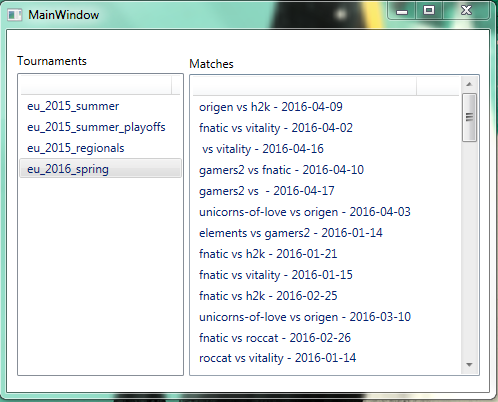 MainWindow
Tournaments
eu_2015_summer
eu_2015_summer_playoffs
eu_2015_regionals
eu_2016_spring
Matches
origen vs h2k - 2016-04-09
fnatic vs vitality - 2016-04-02
vs vitality - 2016-04-16
gamers2 vs fnatic - 2016-04-10
gamers2 vs - 2016-04-17
unicorns-of-love vs origen - 2016-04-03
elements vs gamers2 - 2016-01-14
fnatic vs h2k - 2016-01-21
fnatic vs vitality - 2016-01-15
fnatic vs h2k - 2016-02-25
unicorns-of-love vs origen - 2016-03-10
fnatic vs roccat - 2016-02-26
roccat vs vitality - 2016-01-14